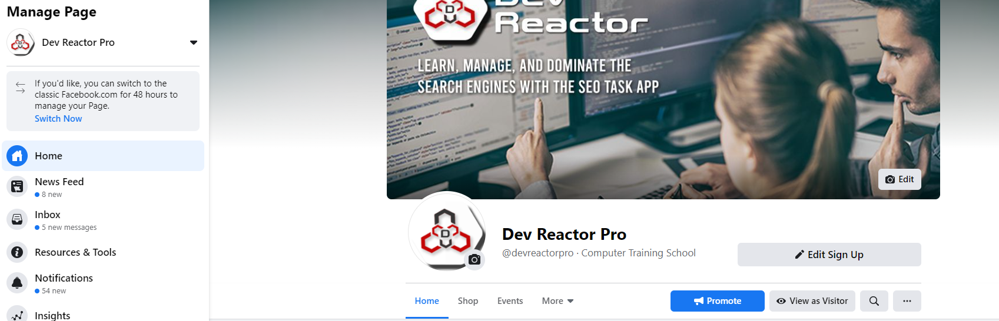 Manage Page
Dev Reactor Pro
If you'd like, you can switch to the
classic Facebook.com for 48 hours to
manage your Page.
Switch Now
Home
News Feed
8 new
Inbox
5 new messages
Resources & Tools
Notifications
54 new
Insights
Dev
Reactor
LEARN, MANAGE, AND DOMINATE THE
SEARCH ENGINES WITH THE SEO TASK APP
Edit
Dev Reactor Pro
@devreactorpro · Computer Training School
Edit Sign Up
Home
Shop
Events
More
Promote
View as Visitor